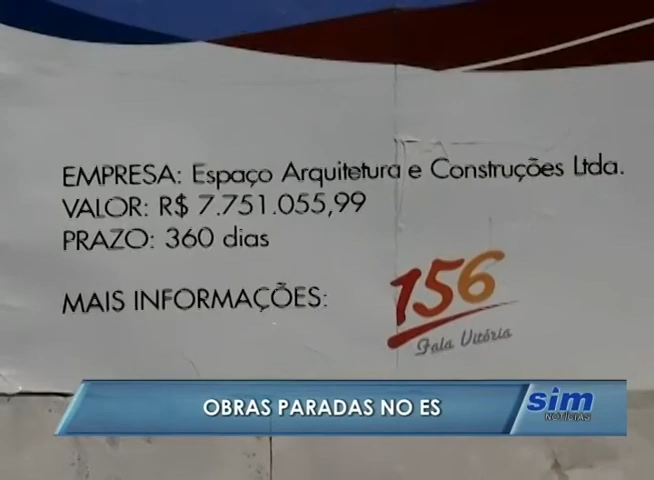 EMPRESA: Espaço Arquitetura e Construções Ltda.
VALOR: R$ 7.751.055,99
PRAZO: 360 dias
MAIS INFORMAÇÕES:
156
Fala Vitória
OBRAS PARADAS NO ES
sim
NOTÍCIAS